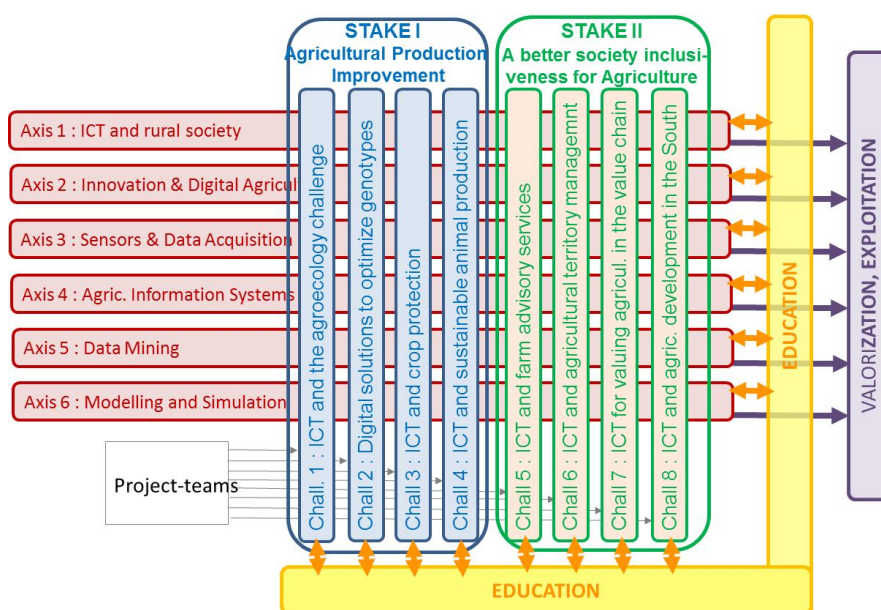 STAKE I
Agricultural Production
Improvement
STAKE II
A better society inclusi-
veness for Agriculture
Axis 1 : ICT and rural society
Axis 2 : Innovation & Digital Agricul
Axis 3 : Sensors & Data Acquisition
Axis 4 : Agric. Information Systems
Axis 5 : Data Mining
Axis 6 : Modelling and Simulation
Project-teams
Chall. 1 : ICT and the agroecology challenge
Chall 2 : Digital solutions to optimize genotypes
Chall 3 : ICT and crop protection
Chall 4 : ICT and sustainable animal production
Chall 5 : ICT and farm advisory services
Chall 6 : ICT and agricultural territory managemnt
Chall 7 : ICT for valuing agricul. in the value chain
Chall 8 : ICT and agric. development in the South
EDUCATION
VALORIZATION, EXPLOITATION
EDUCATION